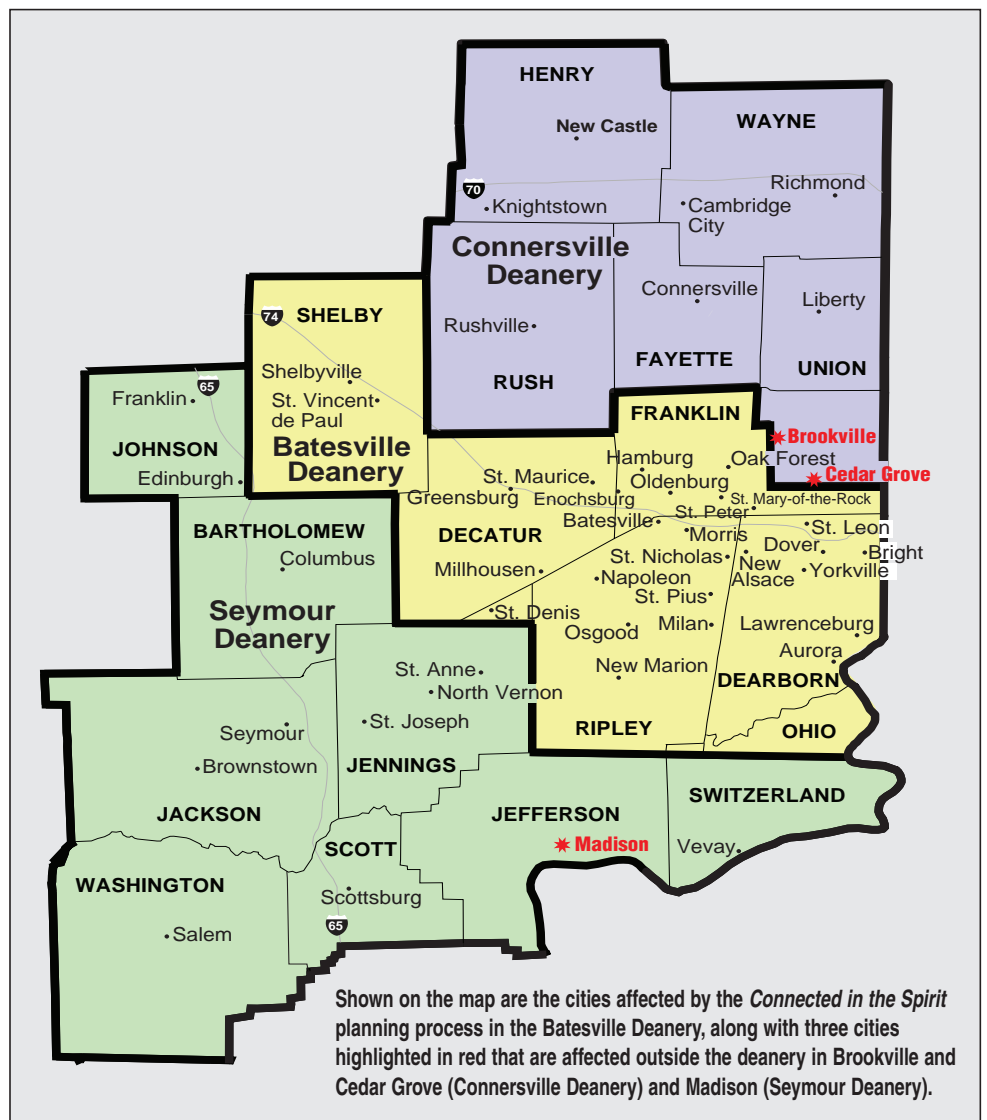 HENRY
New Castle
WAYNE
70
Knightstown
Richmond
Cambridge
City
Connersville
Deanery
Connersville
Liberty
Rushville
RUSH
FAYETTE
UNION
74
SHELBY
Shelbyville
St. Vincent
de Paul
Batesville
Deanery
65
Franklin
JOHNSON
Edinburgh
FRANKLIN
Brookville
Hamburg
Oak Forest
Cedar Grove
St. Maurice
Oldenburg
Greensburg
Enochsburg
St. Mary-of-the-Rock
Batesville
St. Peter
DECATUR
Morris
St. Leon
Dover
Bright
St. Nicholas
New
Alsace
Yorkville
Millhousen
Napoleon
St. Pius
St. Denis
Osgood
Milan
Lawrenceburg
Aurora
New Marion
DEARBORN
RIPLEY
OHIO
BARTHOLOMEW
Columbus
Seymour
Deanery
St. Anne
North Vernon
St. Joseph
Seymour
Brownstown
JENNINGS
JACKSON
JEFFERSON
SWITZERLAND
Madison
Vevay
SCOTT
WASHINGTON
Scottsburg
Salem
65
Shown on the map are the cities affected by the Connected in the Spirit
planning process in the Batesville Deanery, along with three cities
highlighted in red that are affected outside the deanery in Brookville and
Cedar Grove (Connersville Deanery) and Madison (Seymour Deanery).